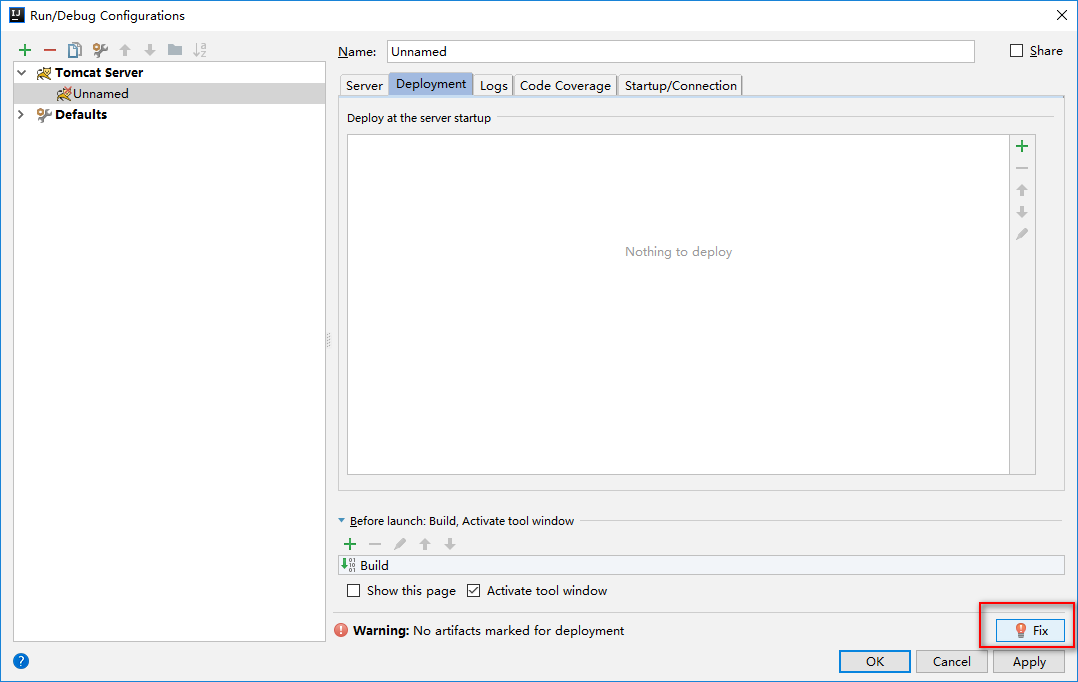 Run/Debug Configurations
Name: Unnamed
Share
Tomcat Server
Unnamed
Defaults
Server Deployment Logs Code Coverage Startup/Connection
Deploy at the server startup
Nothing to deploy
Before launch: Build, Activate tool window
Build
Show this page Activate tool window
Warning: No artifacts marked for deployment
Fix
OK Cancel Apply